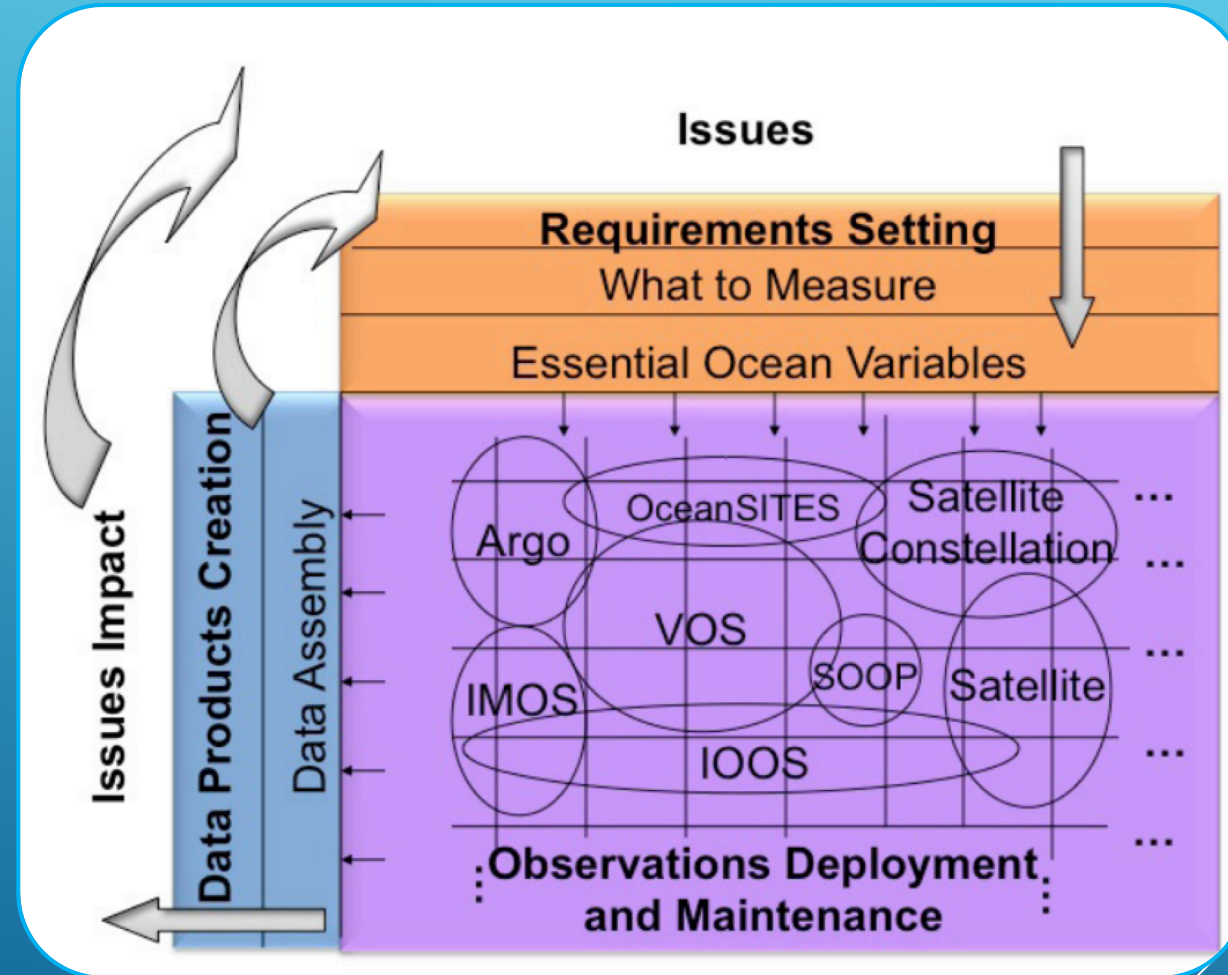 Issues
Requirements Setting
What to Measure
Essential Ocean Variables
Issues Impact
Data Products Creation
Data Assembly
Argo
OceanSITES
Satellite
Constellation
...
...
VOS
SOOP
...
IMOS
Satellite
IOOS
...
...
Observations Deployment
and Maintenance
...
...